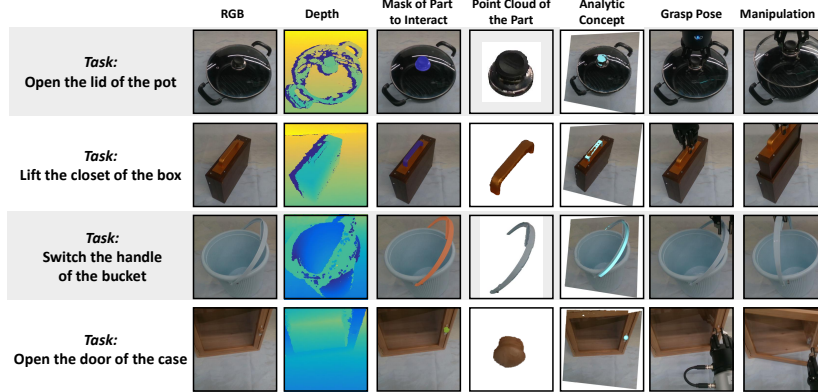 RGB
Depth
Mask of Part
to Interact
Point Cloud of
the Part
Analytic
Concept
Grasp Pose
Manipulation
Task:
Open the lid of the pot
Task:
Lift the closet of the box
Task:
Switch the handle
of the bucket
Task:
Open the door of the case